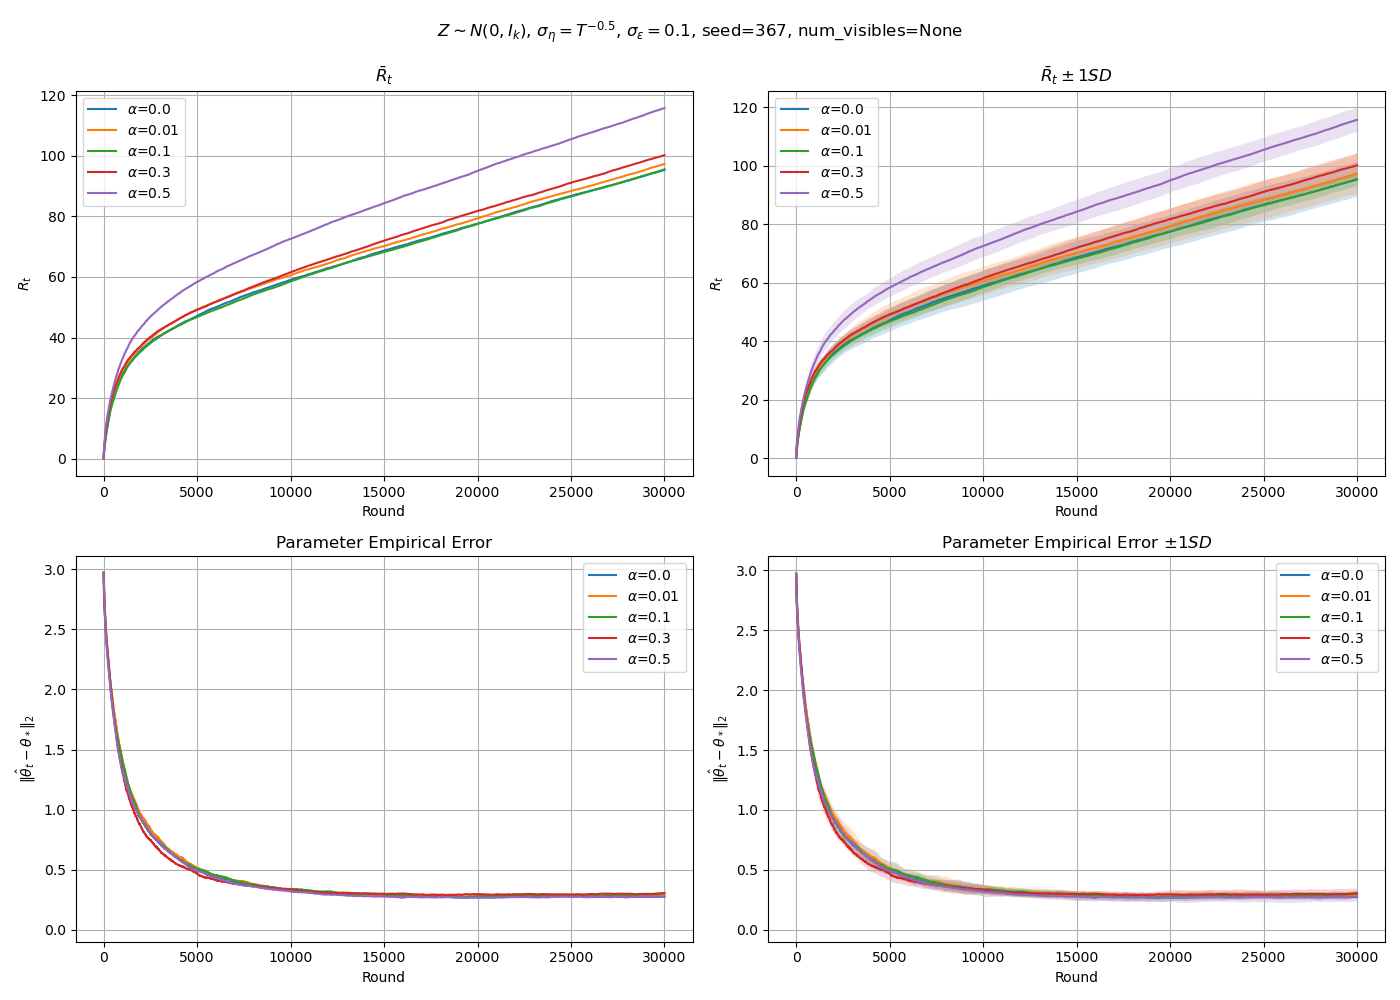 Z ~ N(0, I_k), σ_η = T^{-0.5}, σ_ε = 0.1, seed=367, num_visibles=None
R̄_t
α=0.0
α=0.01
α=0.1
α=0.3
α=0.5
R_t
120
100
80
60
40
20
0
0 5000 10000 15000 20000 25000 30000
Round
R̄_t ± 1SD
α=0.0
α=0.01
α=0.1
α=0.3
α=0.5
R_t
120
100
80
60
40
20
0
0 5000 10000 15000 20000 25000 30000
Round
Parameter Empirical Error
α=0.0
α=0.01
α=0.1
α=0.3
α=0.5
‖θ̂_t − θ_*‖_2
3.0
2.5
2.0
1.5
1.0
0.5
0.0
0 5000 10000 15000 20000 25000 30000
Round
Parameter Empirical Error ±1SD
α=0.0
α=0.01
α=0.1
α=0.3
α=0.5
‖θ̂_t − θ_*‖_2
3.0
2.5
2.0
1.5
1.0
0.5
0.0
0 5000 10000 15000 20000 25000 30000
Round